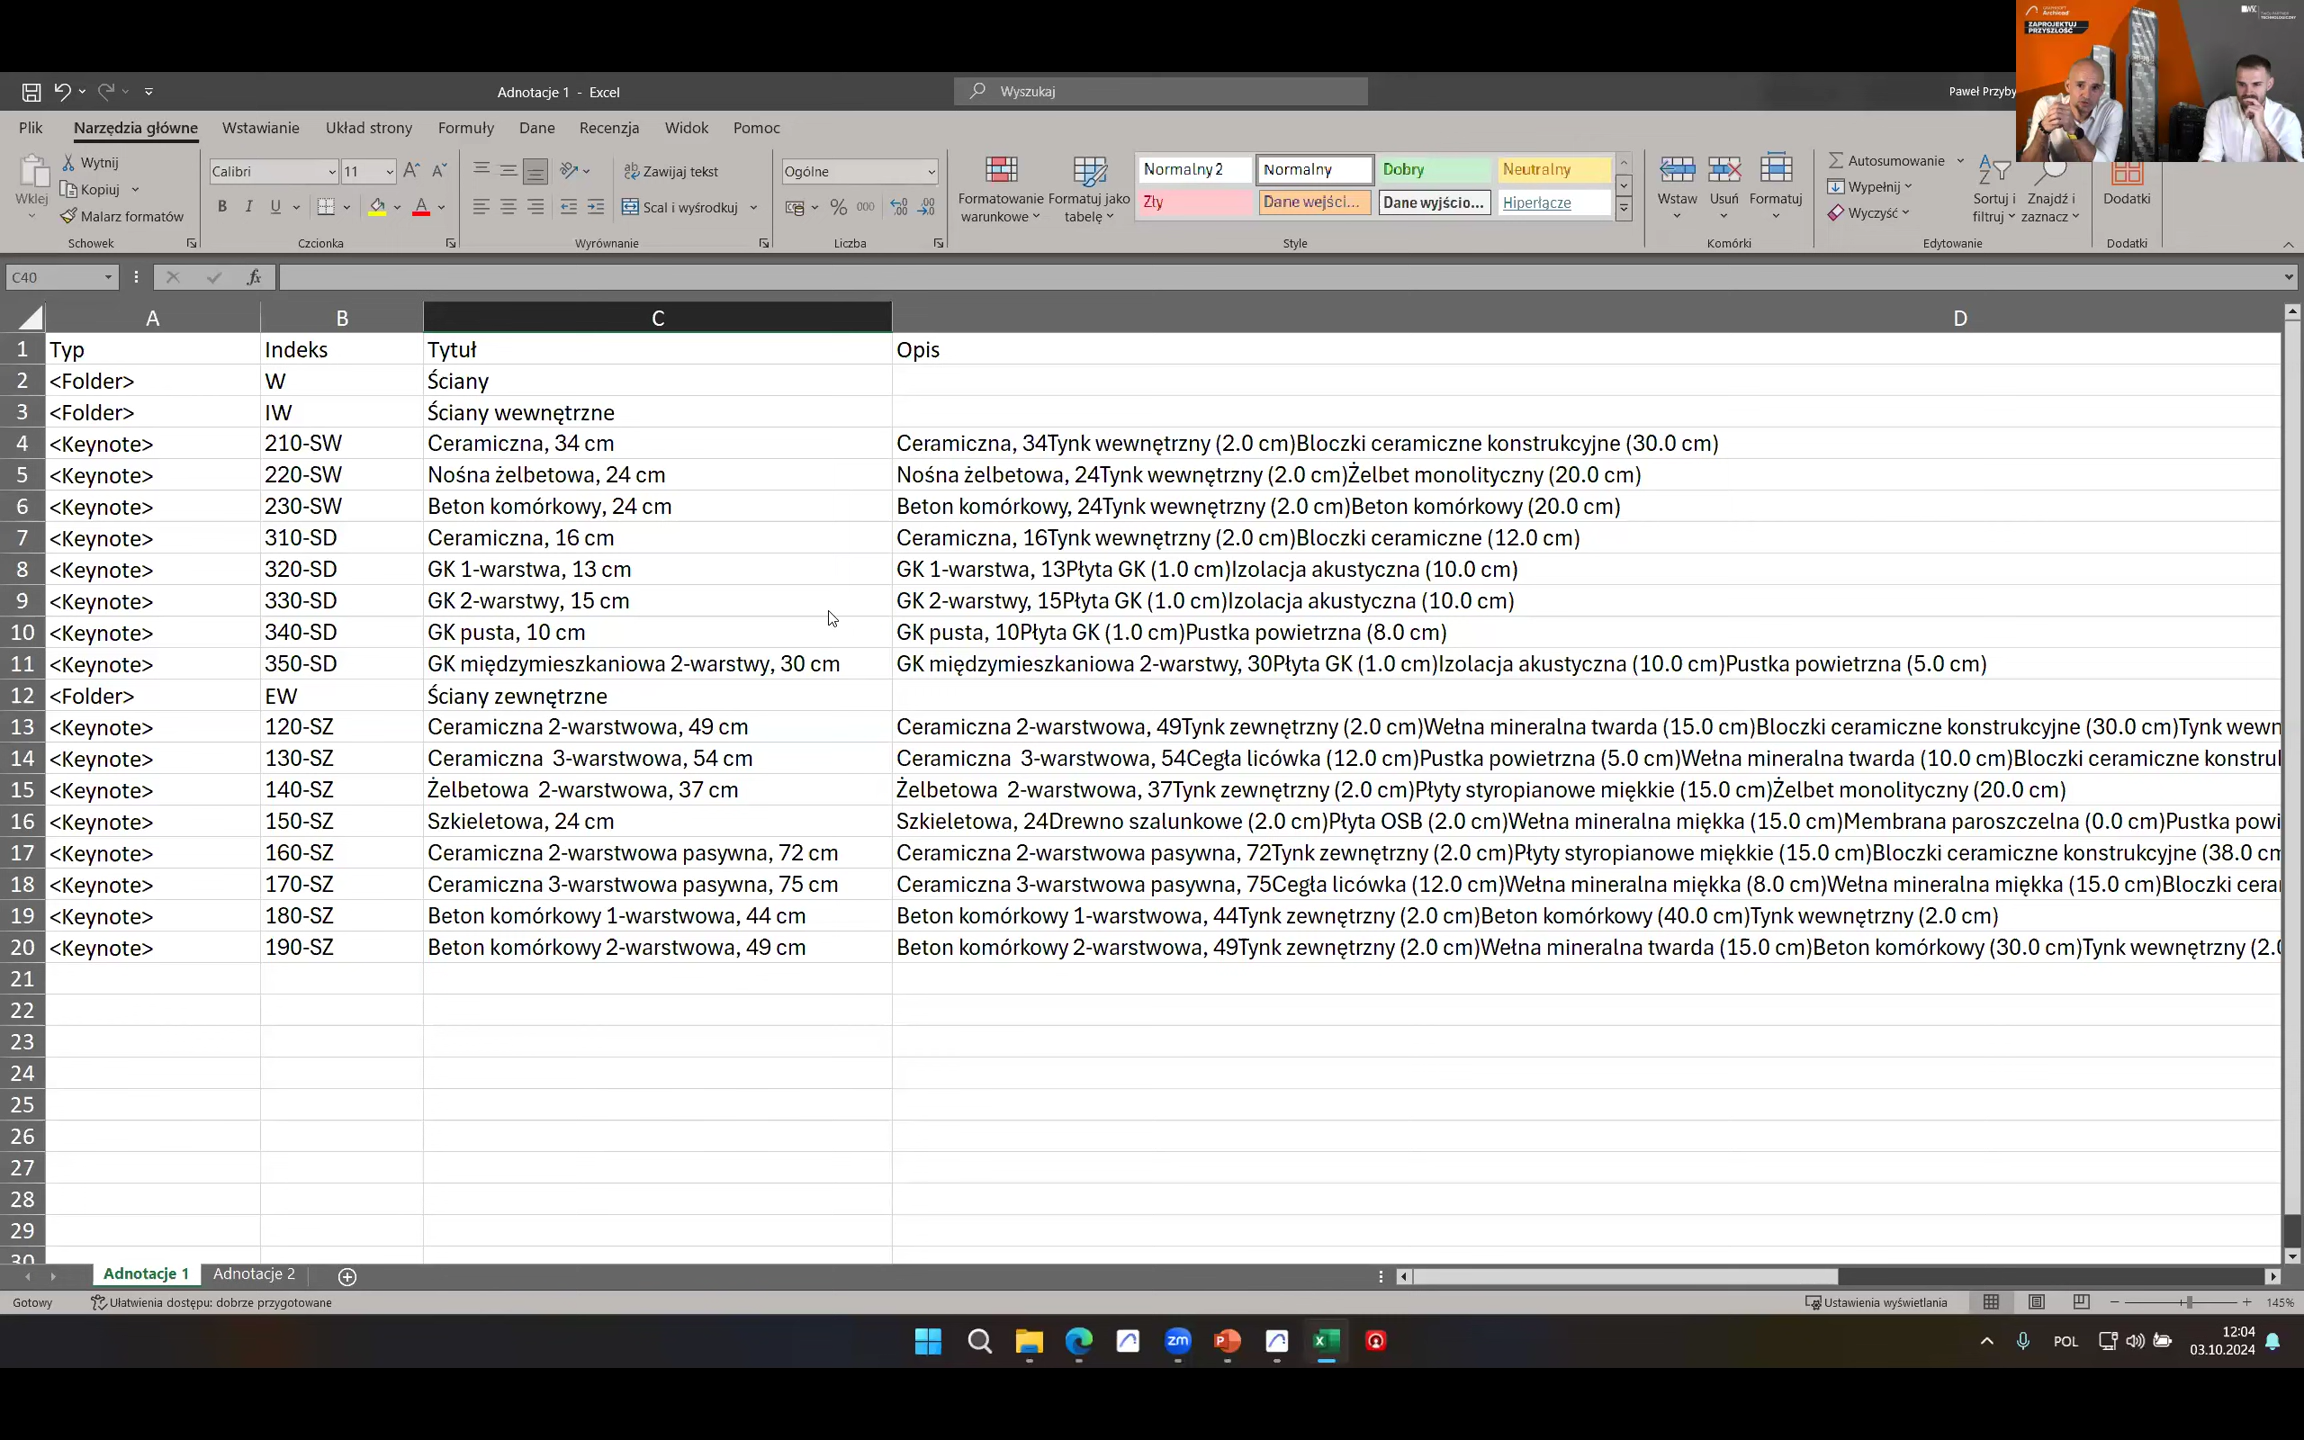 GRAPHISOFT
Archicad
ZAPROJEKTUJ
PRZYSZŁOŚĆ
Adnotacje 1 - Excel
Wyszukaj
Paweł Przyby
Plik Narzędzia główne Wstawianie Układ strony Formuły Dane Recenzja Widok Pomoc
Wklej
Wytnij
Kopiuj
Malarz formatów
Schowek
Calibri 11
B I U
Czcionka
Zawijaj tekst
Scal i wyśrodkuj
Wyrównanie
Ogólne
% 000
Liczba
Formatowanie warunkowe
Formatuj jako tabelę
Normalny 2 Normalny Dobry Neutralny
Zły Dane wejści... Dane wyjścio... Hiperłącze
Style
Wstaw Usuń Formatuj
Komórki
Autosumowanie
Wypełnij
Wyczyść
Sortuj i filtruj
Znajdź i zaznacz
Edytowanie
Dodatki
Dodatki
C40 fx
A B C D
1 Typ Indeks Tytuł Opis
2 <Folder> W Ściany
3 <Folder> IW Ściany wewnętrzne
4 <Keynote> 210-SW Ceramiczna, 34 cm Ceramiczna, 34Tynk wewnętrzny (2.0 cm)Bloczki ceramiczne konstrukcyjne (30.0 cm)
5 <Keynote> 220-SW Nośna żelbetowa, 24 cm Nośna żelbetowa, 24Tynk wewnętrzny (2.0 cm)Żelbet monolityczny (20.0 cm)
6 <Keynote> 230-SW Beton komórkowy, 24 cm Beton komórkowy, 24Tynk wewnętrzny (2.0 cm)Beton komórkowy (20.0 cm)
7 <Keynote> 310-SD Ceramiczna, 16 cm Ceramiczna, 16Tynk wewnętrzny (2.0 cm)Bloczki ceramiczne (12.0 cm)
8 <Keynote> 320-SD GK 1-warstwa, 13 cm GK 1-warstwa, 13Płyta GK (1.0 cm)Izolacja akustyczna (10.0 cm)
9 <Keynote> 330-SD GK 2-warstwy, 15 cm GK 2-warstwy, 15Płyta GK (1.0 cm)Izolacja akustyczna (10.0 cm)
10 <Keynote> 340-SD GK pusta, 10 cm GK pusta, 10Płyta GK (1.0 cm)Pustka powietrzna (8.0 cm)
11 <Keynote> 350-SD GK międzymieszkaniowa 2-warstwy, 30 cm GK międzymieszkaniowa 2-warstwy, 30Płyta GK (1.0 cm)Izolacja akustyczna (10.0 cm)Pustka powietrzna (5.0 cm)
12 <Folder> EW Ściany zewnętrzne
13 <Keynote> 120-SZ Ceramiczna 2-warstwowa, 49 cm Ceramiczna 2-warstwowa, 49Tynk zewnętrzny (2.0 cm)Wełna mineralna twarda (15.0 cm)Bloczki ceramiczne konstrukcyjne (30.0 cm)Tynk wewn
14 <Keynote> 130-SZ Ceramiczna  3-warstwowa, 54 cm Ceramiczna  3-warstwowa, 54Cegła licówka (12.0 cm)Pustka powietrzna (5.0 cm)Wełna mineralna twarda (10.0 cm)Bloczki ceramiczne konstrul
15 <Keynote> 140-SZ Żelbetowa  2-warstwowa, 37 cm Żelbetowa  2-warstwowa, 37Tynk zewnętrzny (2.0 cm)Płyty styropianowe miękkie (15.0 cm)Żelbet monolityczny (20.0 cm)
16 <Keynote> 150-SZ Szkieletowa, 24 cm Szkieletowa, 24Drewno szalunkowe (2.0 cm)Płyta OSB (2.0 cm)Wełna mineralna miękka (15.0 cm)Membrana paroszczelna (0.0 cm)Pustka powi
17 <Keynote> 160-SZ Ceramiczna 2-warstwowa pasywna, 72 cm Ceramiczna 2-warstwowa pasywna, 72Tynk zewnętrzny (2.0 cm)Płyty styropianowe miękkie (15.0 cm)Bloczki ceramiczne konstrukcyjne (38.0 cm
18 <Keynote> 170-SZ Ceramiczna 3-warstwowa pasywna, 75 cm Ceramiczna 3-warstwowa pasywna, 75Cegła licówka (12.0 cm)Wełna mineralna miękka (8.0 cm)Wełna mineralna miękka (15.0 cm)Bloczki ceraı
19 <Keynote> 180-SZ Beton komórkowy 1-warstwowa, 44 cm Beton komórkowy 1-warstwowa, 44Tynk zewnętrzny (2.0 cm)Beton komórkowy (40.0 cm)Tynk wewnętrzny (2.0 cm)
20 <Keynote> 190-SZ Beton komórkowy 2-warstwowa, 49 cm Beton komórkowy 2-warstwowa, 49Tynk zewnętrzny (2.0 cm)Wełna mineralna twarda (15.0 cm)Beton komórkowy (30.0 cm)Tynk wewnętrzny (2.0
21
22
23
24
25
26
27
28
29
30
Adnotacje 1 Adnotacje 2
Gotowy Ułatwienia dostępu: dobrze przygotowane Ustawienia wyświetlania 145%
zm
POL
12:04
03.10.2024